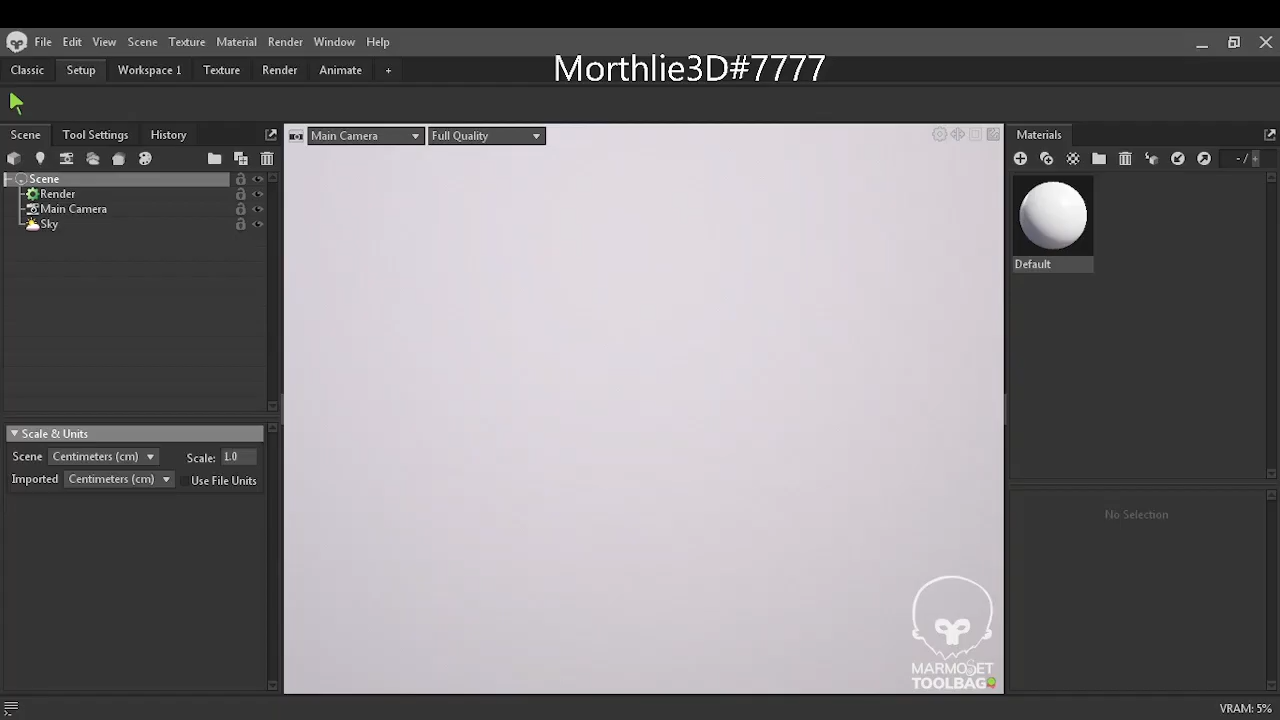 File Edit View Scene Texture Material Render Window Help
Morthlie3D#7777
Classic Setup Workspace 1 Texture Render Animate +
Scene Tool Settings History
Main Camera Full Quality
Materials
-/+
Scene
Render
Main Camera
Sky
Default
Scale & Units
Scene Centimeters (cm) Scale: 1.0
Imported Centimeters (cm) Use File Units
No Selection
MARMOSET
TOOLBAG
VRAM: 5%